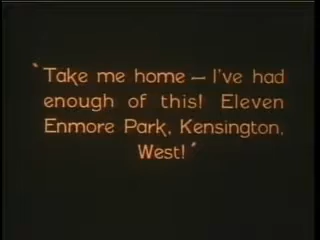 ‘Take me home — I've had
enough of this! Eleven
Enmore Park, Kensington,
West!’